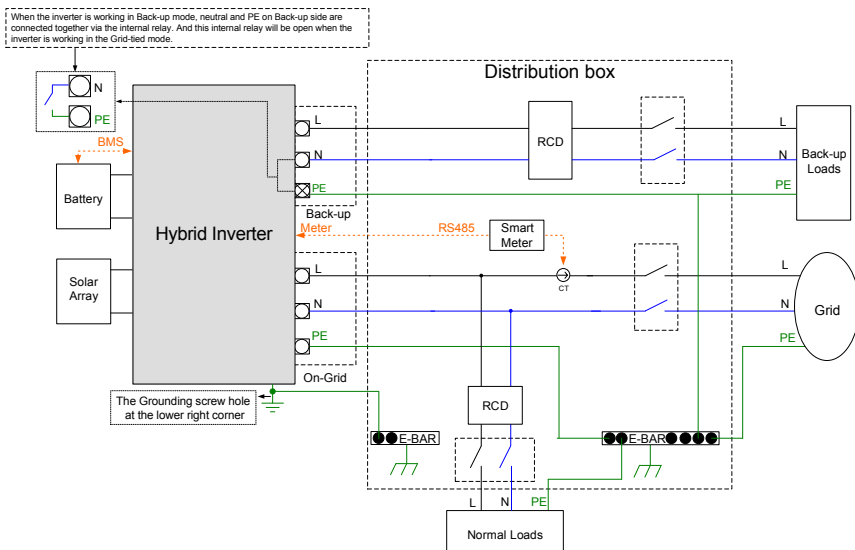 When the inverter is working in Back-up mode, neutral and PE on Back-up side are
connected together via the internal relay. And this internal relay will be open when the
inverter is working in the Grid-tied mode.
Distribution box
N
PE
BMS
Battery
Solar
Array
Hybrid Inverter
L
N
PE
Back-up
RCD
L
N
PE
Back-up
Loads
Meter
RS485
Smart
Meter
CT
L
N
PE
On-Grid
L
N
PE
Grid
The Grounding screw hole
at the lower right corner
E-BAR
RCD
E-BAR
L
N
PE
Normal Loads